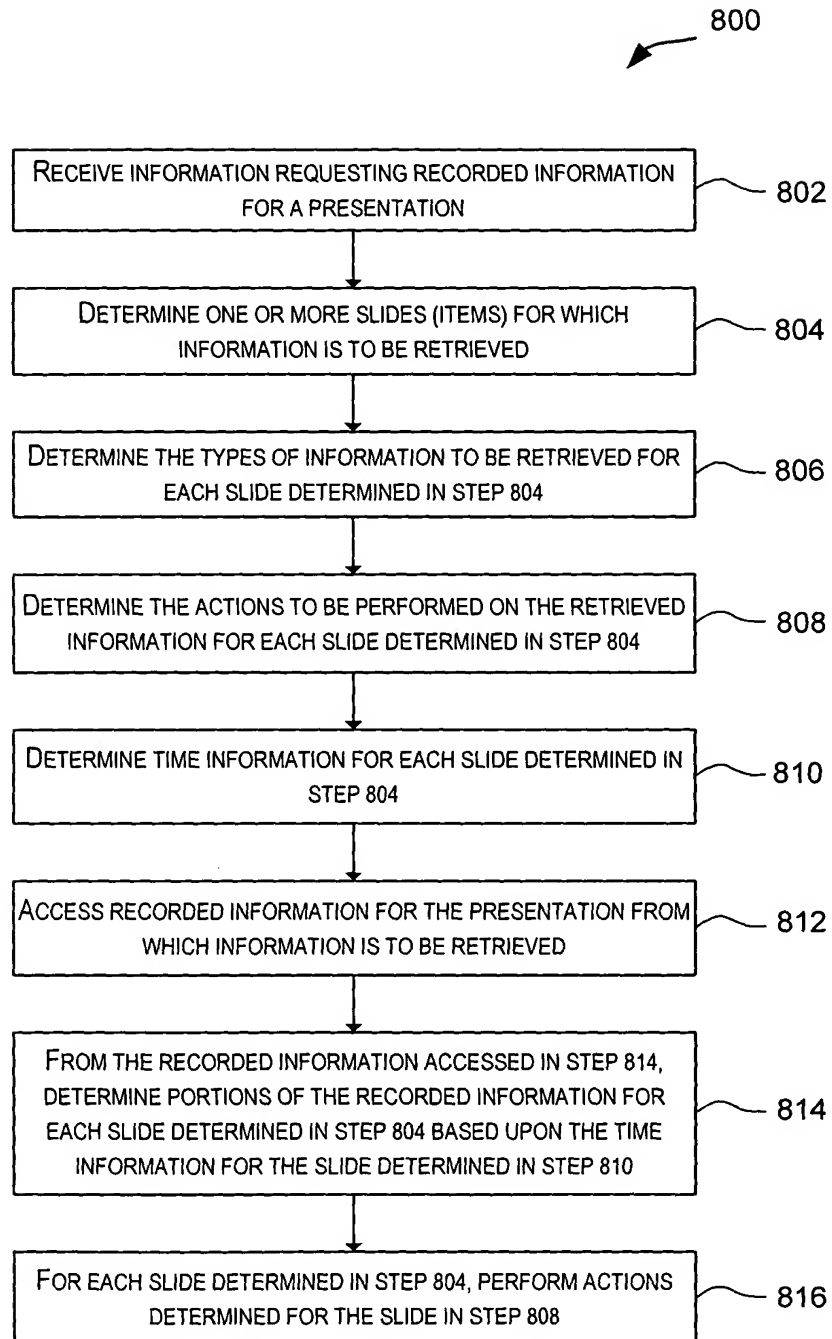 800
RECEIVE INFORMATION REQUESTING RECORDED INFORMATION
FOR A PRESENTATION
802
DETERMINE ONE OR MORE SLIDES (ITEMS) FOR WHICH
INFORMATION IS TO BE RETRIEVED
804
DETERMINE THE TYPES OF INFORMATION TO BE RETRIEVED FOR
EACH SLIDE DETERMINED IN STEP 804
806
DETERMINE THE ACTIONS TO BE PERFORMED ON THE RETRIEVED
INFORMATION FOR EACH SLIDE DETERMINED IN STEP 804
808
DETERMINE TIME INFORMATION FOR EACH SLIDE DETERMINED IN
STEP 804
810
ACCESS RECORDED INFORMATION FOR THE PRESENTATION FROM
WHICH INFORMATION IS TO BE RETRIEVED
812
FROM THE RECORDED INFORMATION ACCESSED IN STEP 814,
DETERMINE PORTIONS OF THE RECORDED INFORMATION FOR
EACH SLIDE DETERMINED IN STEP 804 BASED UPON THE TIME
INFORMATION FOR THE SLIDE DETERMINED IN STEP 810
814
FOR EACH SLIDE DETERMINED IN STEP 804, PERFORM ACTIONS
DETERMINED FOR THE SLIDE IN STEP 808
816